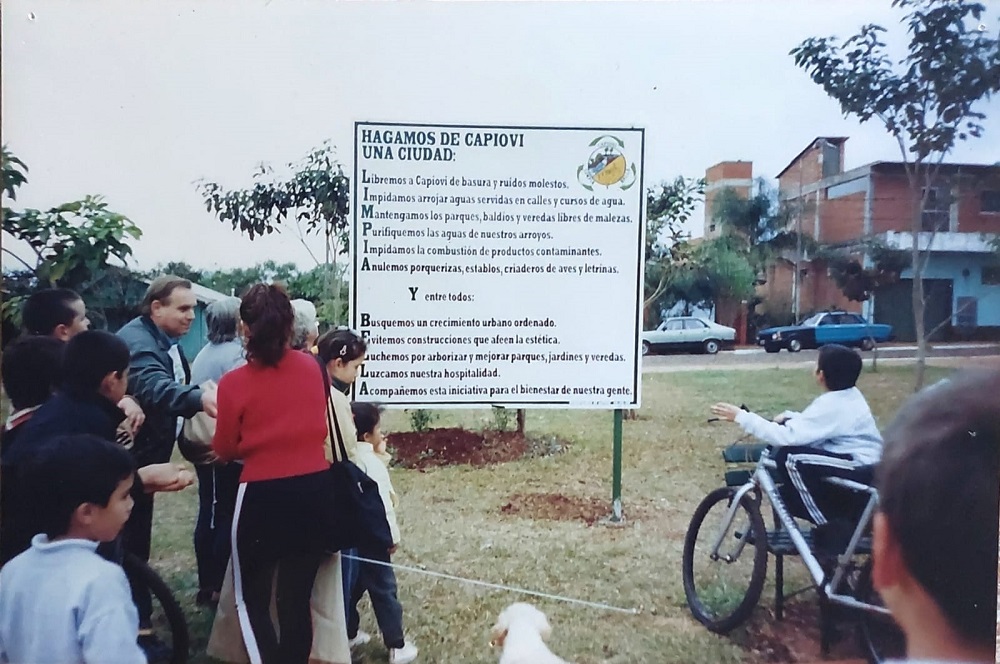 HAGAMOS DE CAPIOVI
UNA CIUDAD:
Libremos a Capiovi de basura y ruidos molestos.
Impidamos arrojar aguas servidas en calles y cursos de agua.
Mantengamos los parques, baldios y veredas libres de malezas.
Purifiquemos las aguas de nuestros arroyos.
Impidamos la combustión de productos contaminantes.
Anulemos porquerizas, establos, criaderos de aves y letrinas.
Y entre todos:
Busquemos un crecimiento urbano ordenado.
Evitemos construcciones que afeen la estética.
Luchemos por arborizar y mejorar parques, jardines y veredas.
Luzcamos nuestra hospitalidad.
Acompañemos esta iniciativa para el bienestar de nuestra gente.